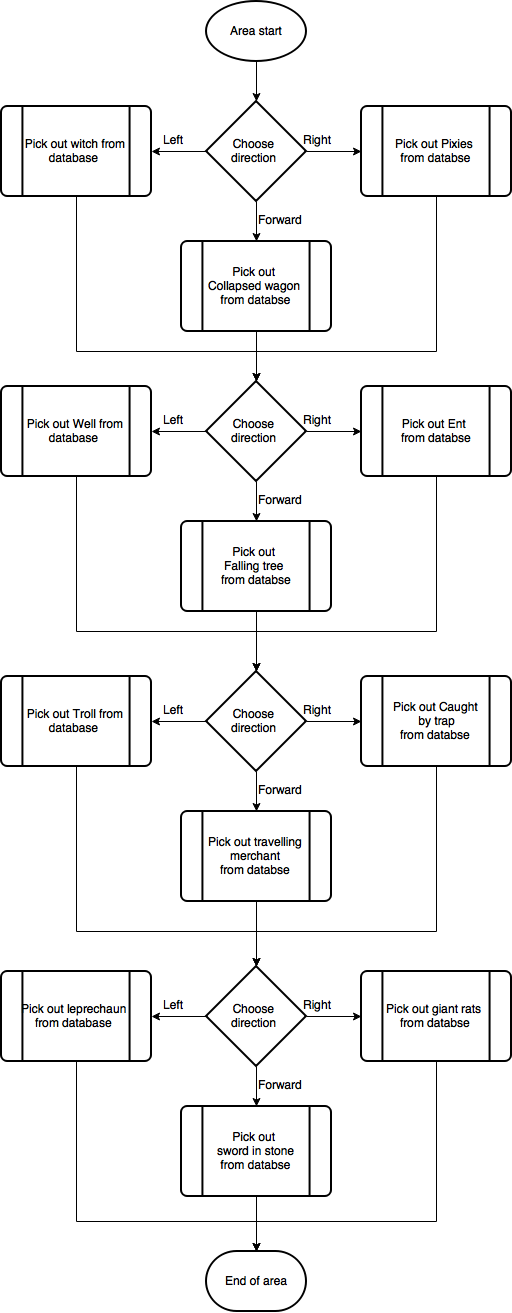 Area start
Left
Choose
direction
Right
Pick out witch from
database
Pick out Pixies
from databse
Forward
Pick out
Collapsed wagon
from databse
Left
Choose
direction
Right
Pick out Well from
database
Pick out Ent
from databse
Forward
Pick out
Falling tree
from databse
Left
Choose
direction
Right
Pick out Troll from
database
Pick out Caught
by trap
from databse
Forward
Pick out travelling
merchant
from databse
Left
Choose
direction
Right
Pick out leprechaun
from database
Pick out giant rats
from databse
Forward
Pick out
sword in stone
from databse
End of area